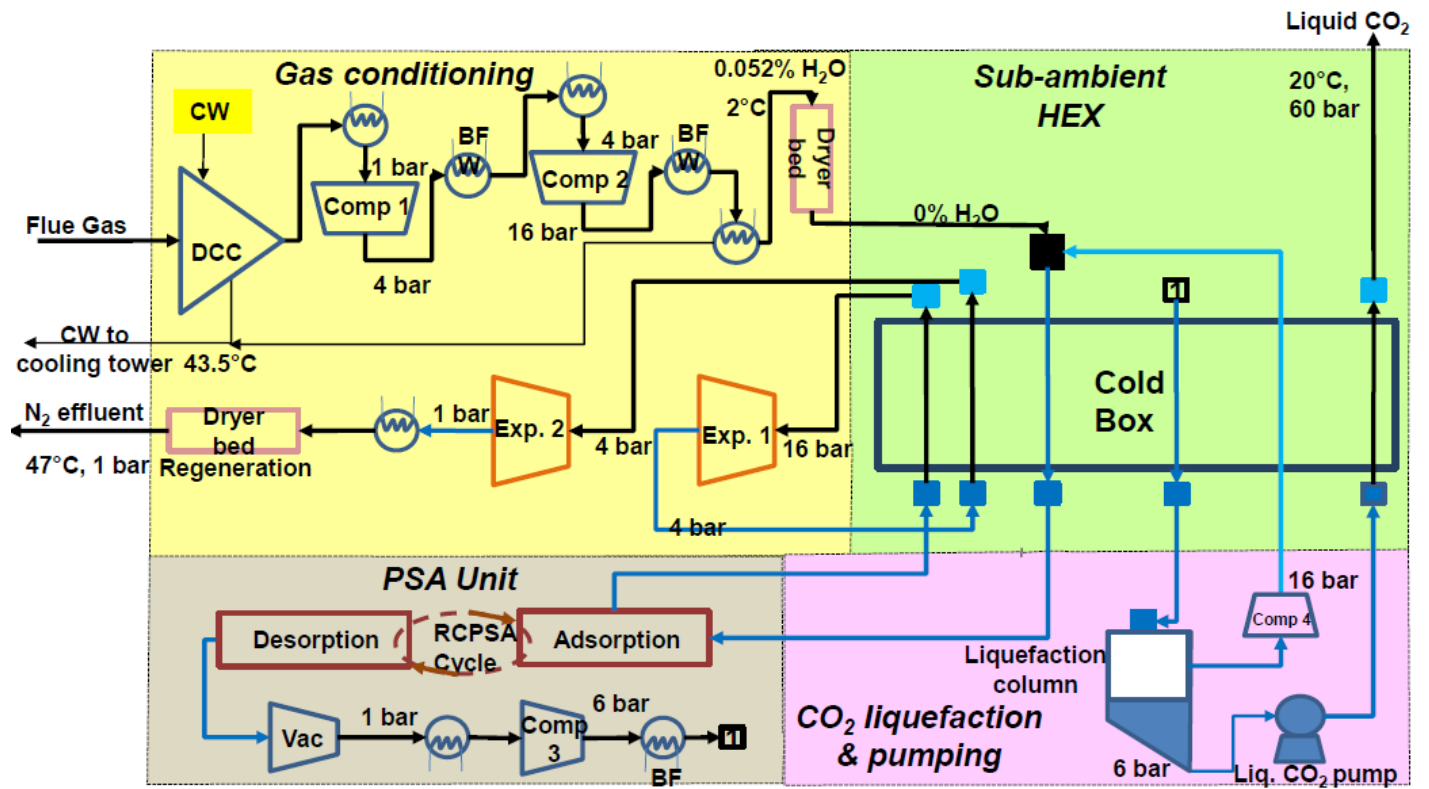 Liquid CO2
Gas conditioning
0.052% H2O
Sub-ambient
HEX
20°C,
60 bar
2°C
CW
BF
W
1 bar
Comp 1
4 bar
Comp 2
BF
W
Dryer
bed
16 bar
4 bar
0% H2O
Flue Gas
DCC
1
CW to
cooling tower
43.5°C
Cold
Box
N2 effluent
47°C, 1 bar
Dryer
bed
Regeneration
1 bar
Exp. 2
4 bar
Exp. 1
16 bar
4 bar
PSA Unit
Desorption
RCPSA
Cycle
Adsorption
Vac
1 bar
Comp
3
6 bar
BF
1
16 bar
Comp 4
Liquefaction
column
CO2 liquefaction
& pumping
6 bar
Liq. CO2 pump